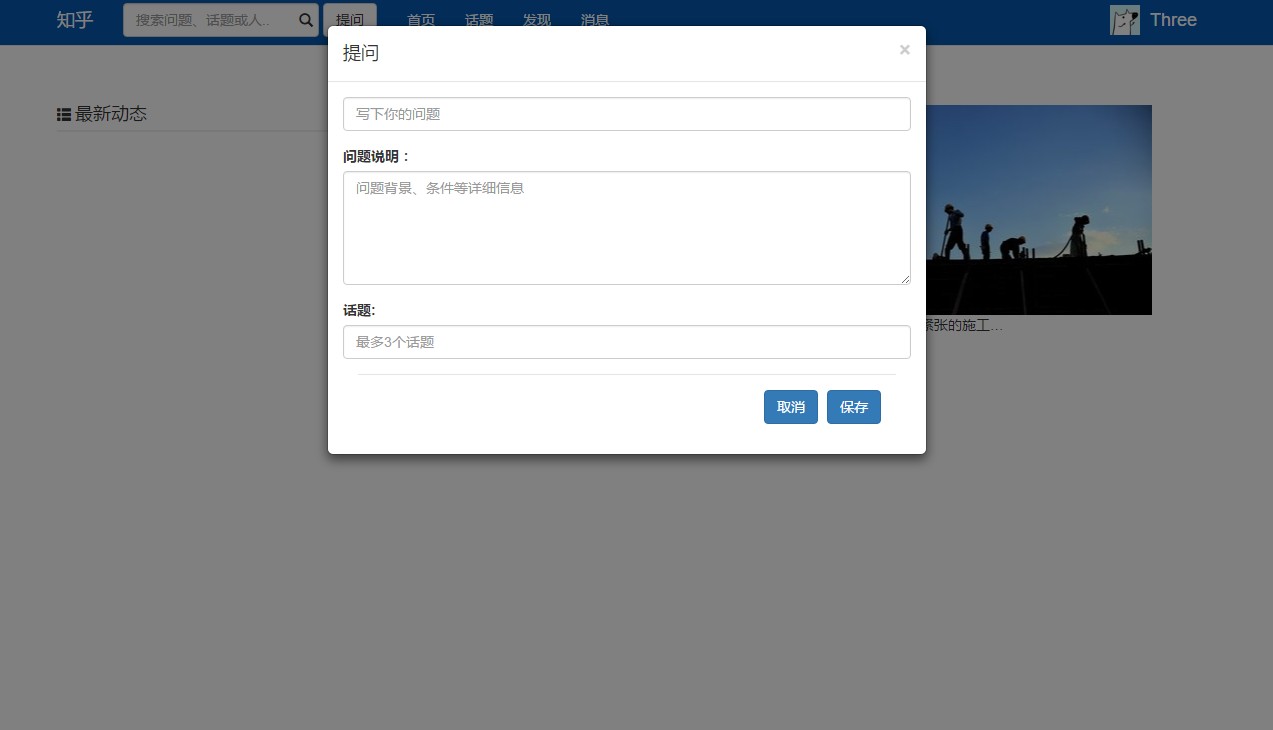 知乎
搜索问题、话题或人..
提问
首页
话题
发现
消息
Three
提问
×
写下你的问题
问题说明：
问题背景、条件等详细信息
话题:
最多3个话题
取消
保存
最新动态
紧张的施工...